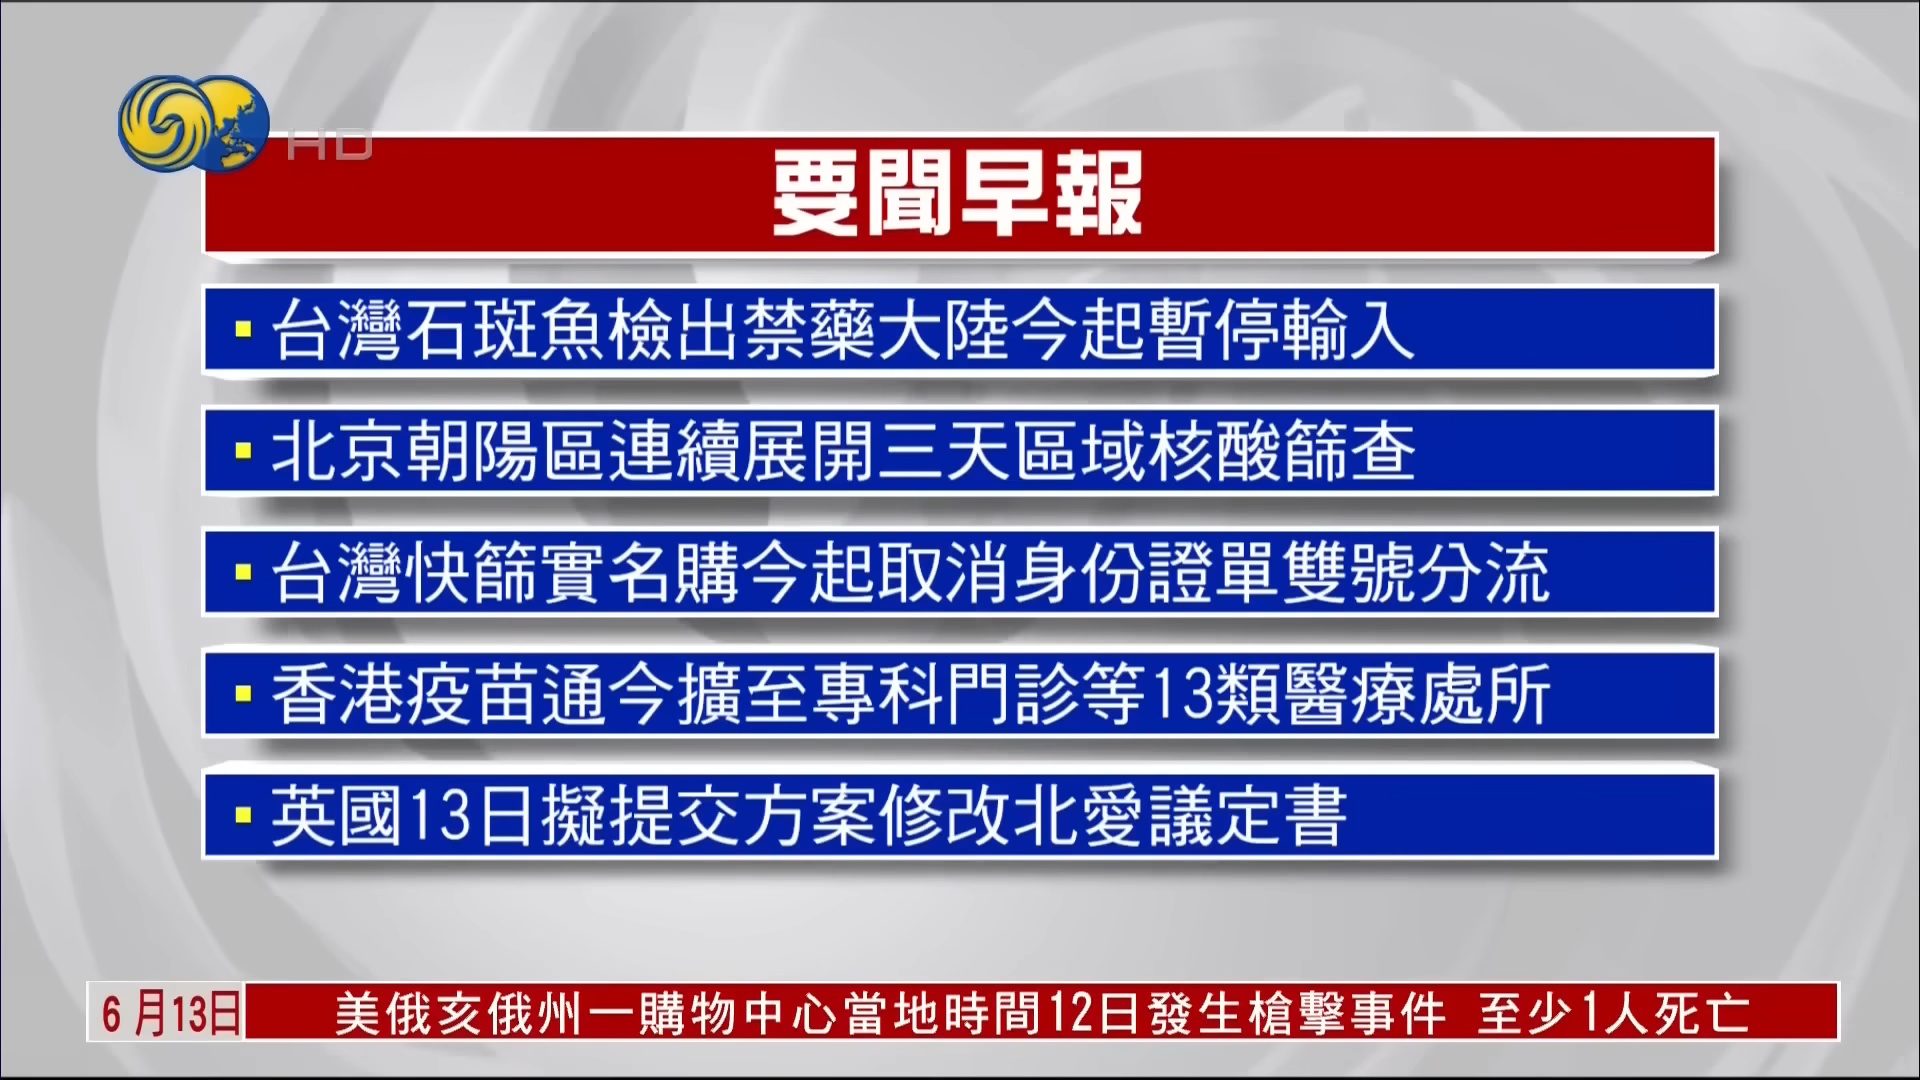 HD
要聞早報
台灣石斑魚檢出禁藥大陸今起暫停輸入
北京朝陽區連續展開三天區域核酸篩查
台灣快篩實名購今起取消身份證單雙號分流
香港疫苗通今擴至專科門診等13類醫療處所
英國13日擬提交方案修改北愛議定書
6月13日 美俄亥俄州一購物中心當地時間12日發生槍擊事件 至少1人死亡